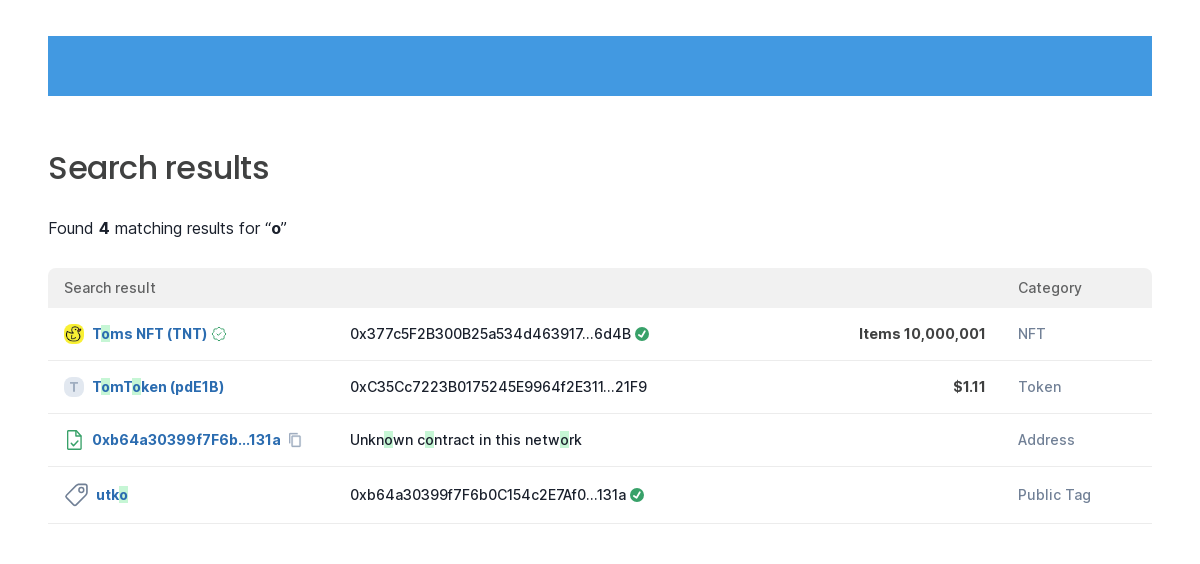 Search results
Found 4 matching results for “o”
Search result Category
Toms NFT (TNT) 0x377c5F2B300B25a534d463917...6d4B Items 10,000,001 NFT
T TomToken (pdE1B) 0xC35Cc7223B0175245E9964f2E311...21F9 $1.11 Token
0xb64a30399f7F6b...131a Unknown contract in this network Address
utko 0xb64a30399f7F6b0C154c2E7Af0...131a Public Tag